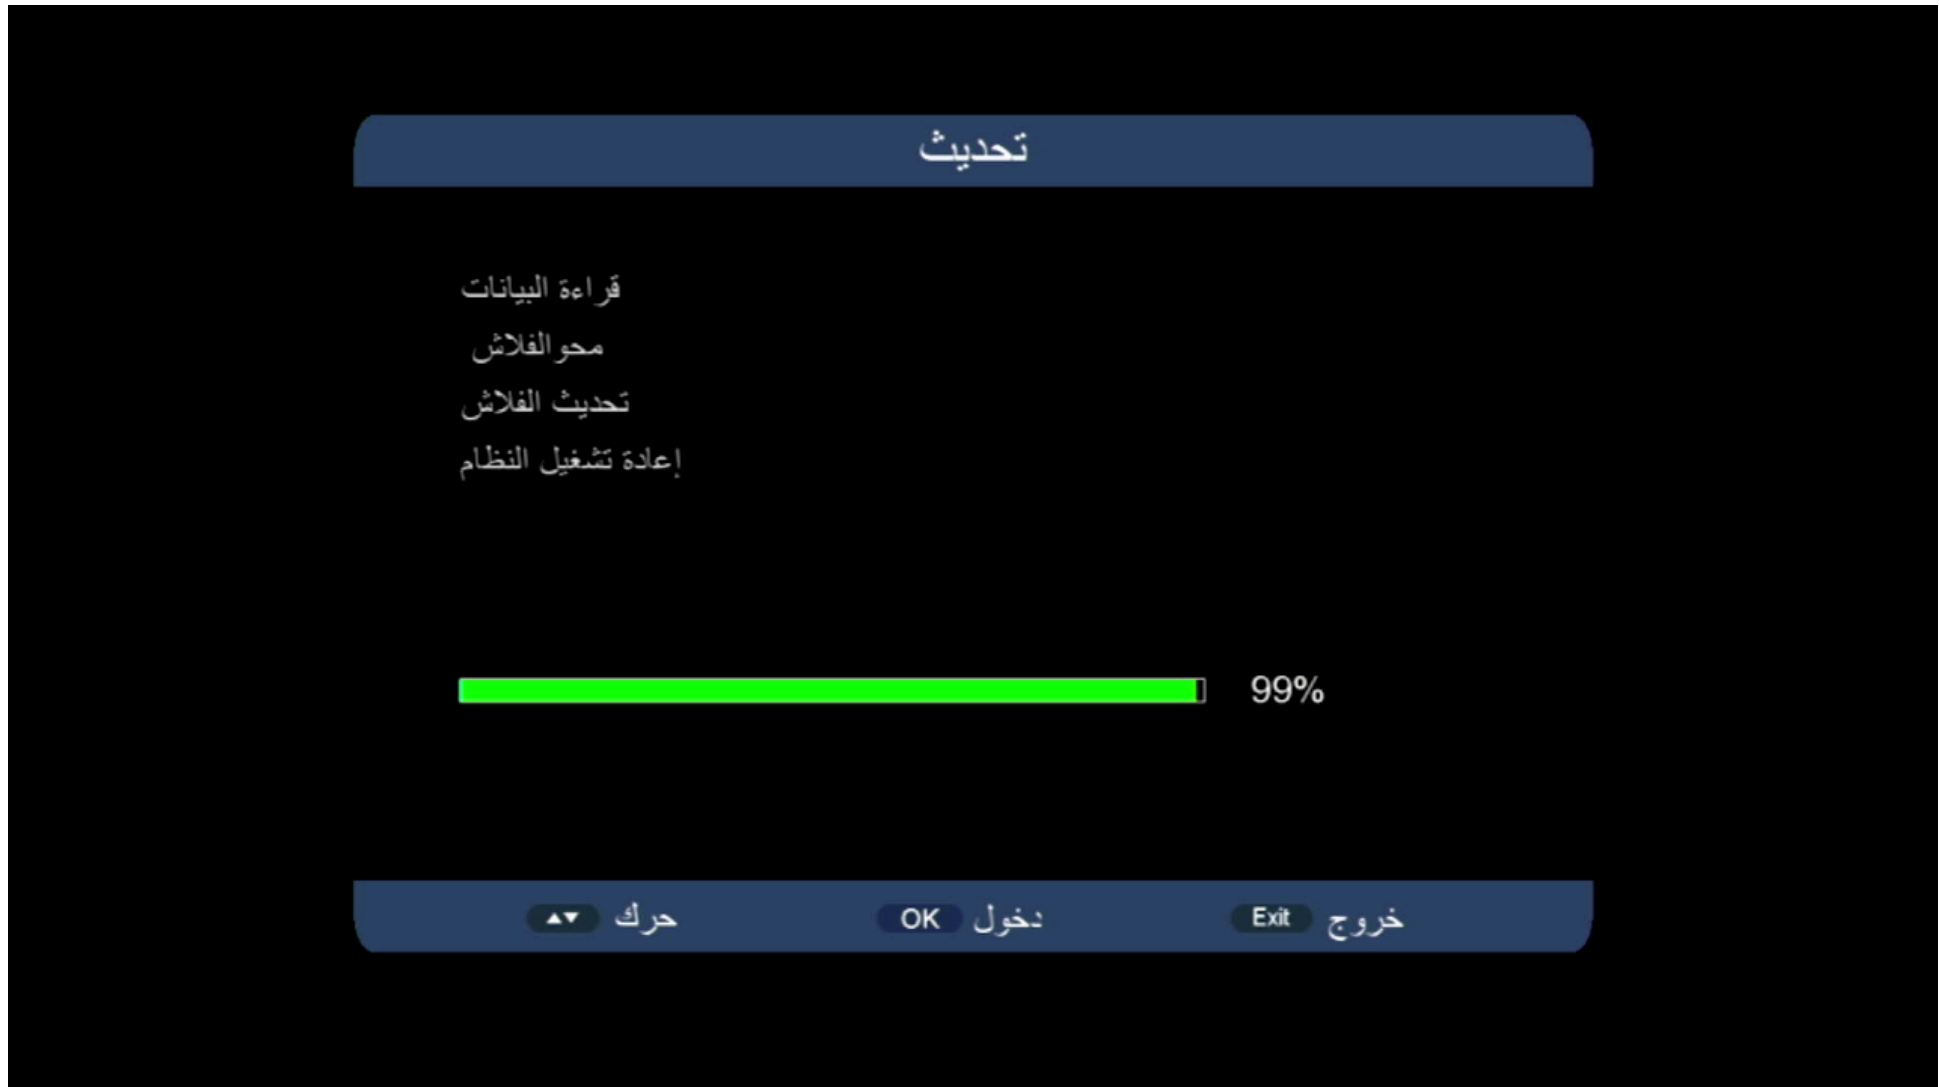 تحديث
قراءة البيانات
محو الفلاش
تحديث الفلاش
إعادة تشغيل النظام
99%
حرك ▲▼ دخول OK خروج Exit